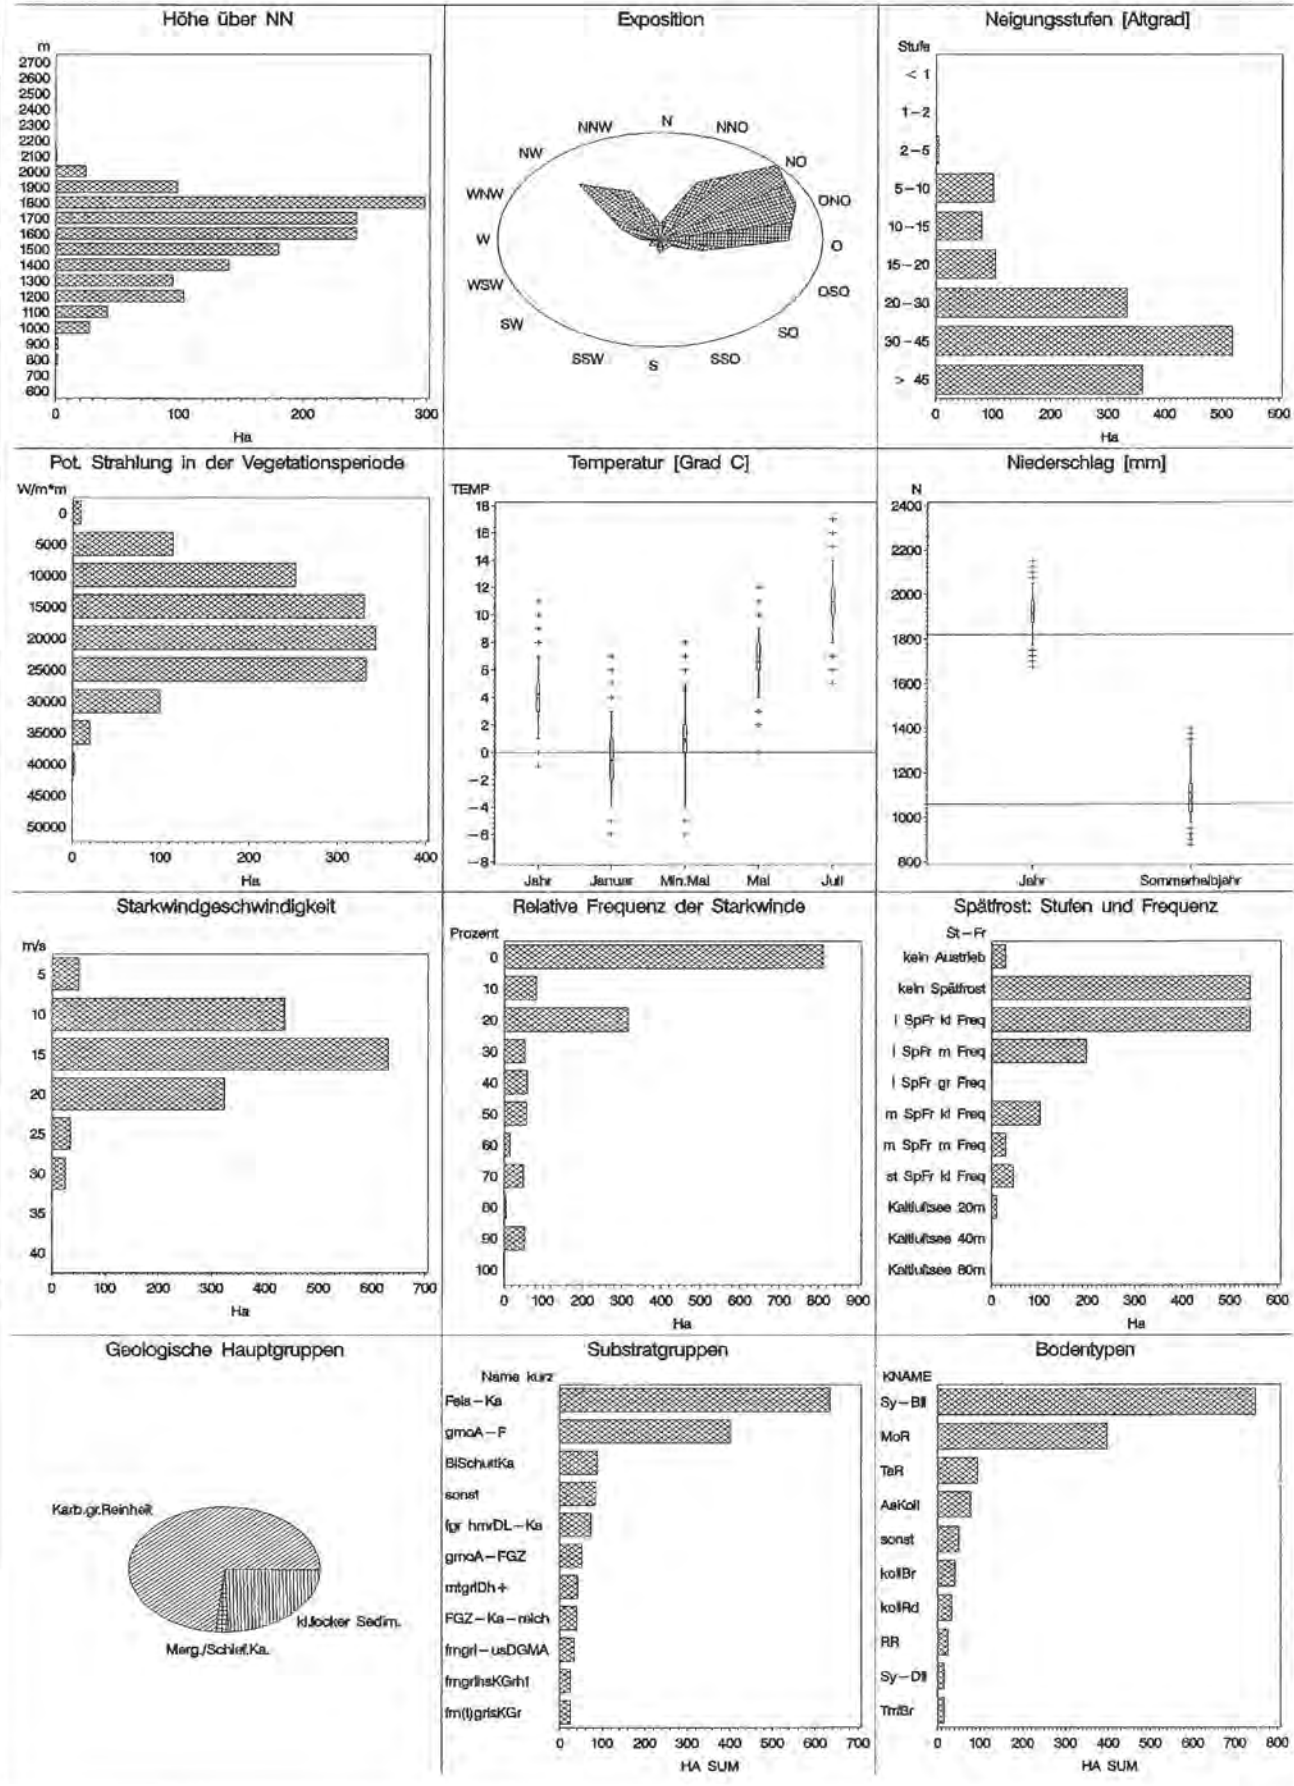 Höhe über NN
m
2700
2600
2500
2400
2300
2200
2100
2000
1900
1800
1700
1600
1500
1400
1300
1200
1100
1000
900
800
700
600
0 100 200 300
Ha
Exposition
N
NNO
NO
ONO
O
OSO
SO
SSO
S
SSW
SW
WSW
W
WNW
NW
NNW
Neigungsstufen [Altgrad]
Stufe
< 1
1-2
2-5
5-10
10-15
15-20
20-30
30-45
> 45
0 100 200 300 400 500 600
Ha
Pot. Strahlung in der Vegetationsperiode
W/m*m
0
5000
10000
15000
20000
25000
30000
35000
40000
45000
50000
0 100 200 300 400
Ha
Temperatur [Grad C]
TEMP
18
16
14
12
10
8
6
4
2
0
-2
-4
-6
-8
Jahr Januar Min.Mai Mai Juli
Niederschlag [mm]
N
2400
2200
2000
1800
1600
1400
1200
1000
800
Jahr Sommerhalbjahr
Starkwindgeschwindigkeit
m/s
5
10
15
20
25
30
35
40
0 100 200 300 400 500 600 700
Ha
Relative Frequenz der Starkwinde
Prozent
0
10
20
30
40
50
60
70
80
90
100
0 100 200 300 400 500 600 700 800 900
Ha
Spätfrost: Stufen und Frequenz
St-Fr
kein Austrieb
kein Spätfrost
l SpFr kl Freq
l SpFr m Freq
l SpFr gr Freq
m SpFr kl Freq
m SpFr m Freq
st SpFr kl Freq
Kaltluftsee 20m
Kaltluftsee 40m
Kaltluftsee 80m
0 100 200 300 400 500 600
Ha
Geologische Hauptgruppen
Karb.gr.Reinheit
kl.locker Sedim.
Merg./Schief.Ka.
Substratgruppen
Name kurz
Fels-Ka
gmoA-F
BlSchuttKa
sonst
gmoA-FGZ
mtgrlDh+
FGZ-Ka-reich
fmgrl-usDGMA
0 100 200 300 400 500 600 700
HA SUM
Bodentypen
KNAME
MoR
TeR
AeKoll
sonst
kollBr
kollRd
RR
0 100 200 300 400 500 600 700 800
HA SUM